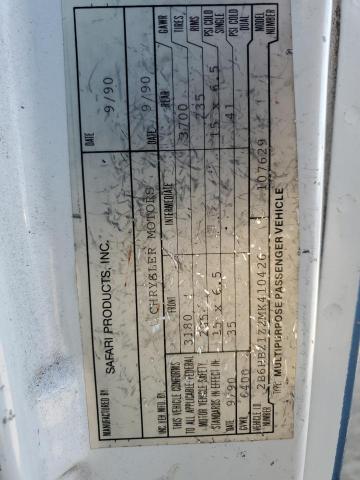 MANUFACTURED BY SAFARI PRODUCTS, INC. DATE 9/90
INC. VEH. MFD. BY CHRYSLER MOTORS DATE 9/90
THIS VEHICLE CONFORMS TO ALL APPLICABLE FEDERAL MOTOR VEHICLE SAFETY STANDARDS IN EFFECT IN
FRONT INTERMEDIATE REAR
3180 3700 GAWR
235 235 TIRES
15 X 6.5 15 X 6.5 RIMS
35 41 PSI COLD SINGLE
PSI COLD DUAL
DATE 9/90
GVWR 6400
VEHICLE I.D. NUMBER 107629 MODEL NUMBER
TYPE: MULTIPURPOSE PASSENGER VEHICLE